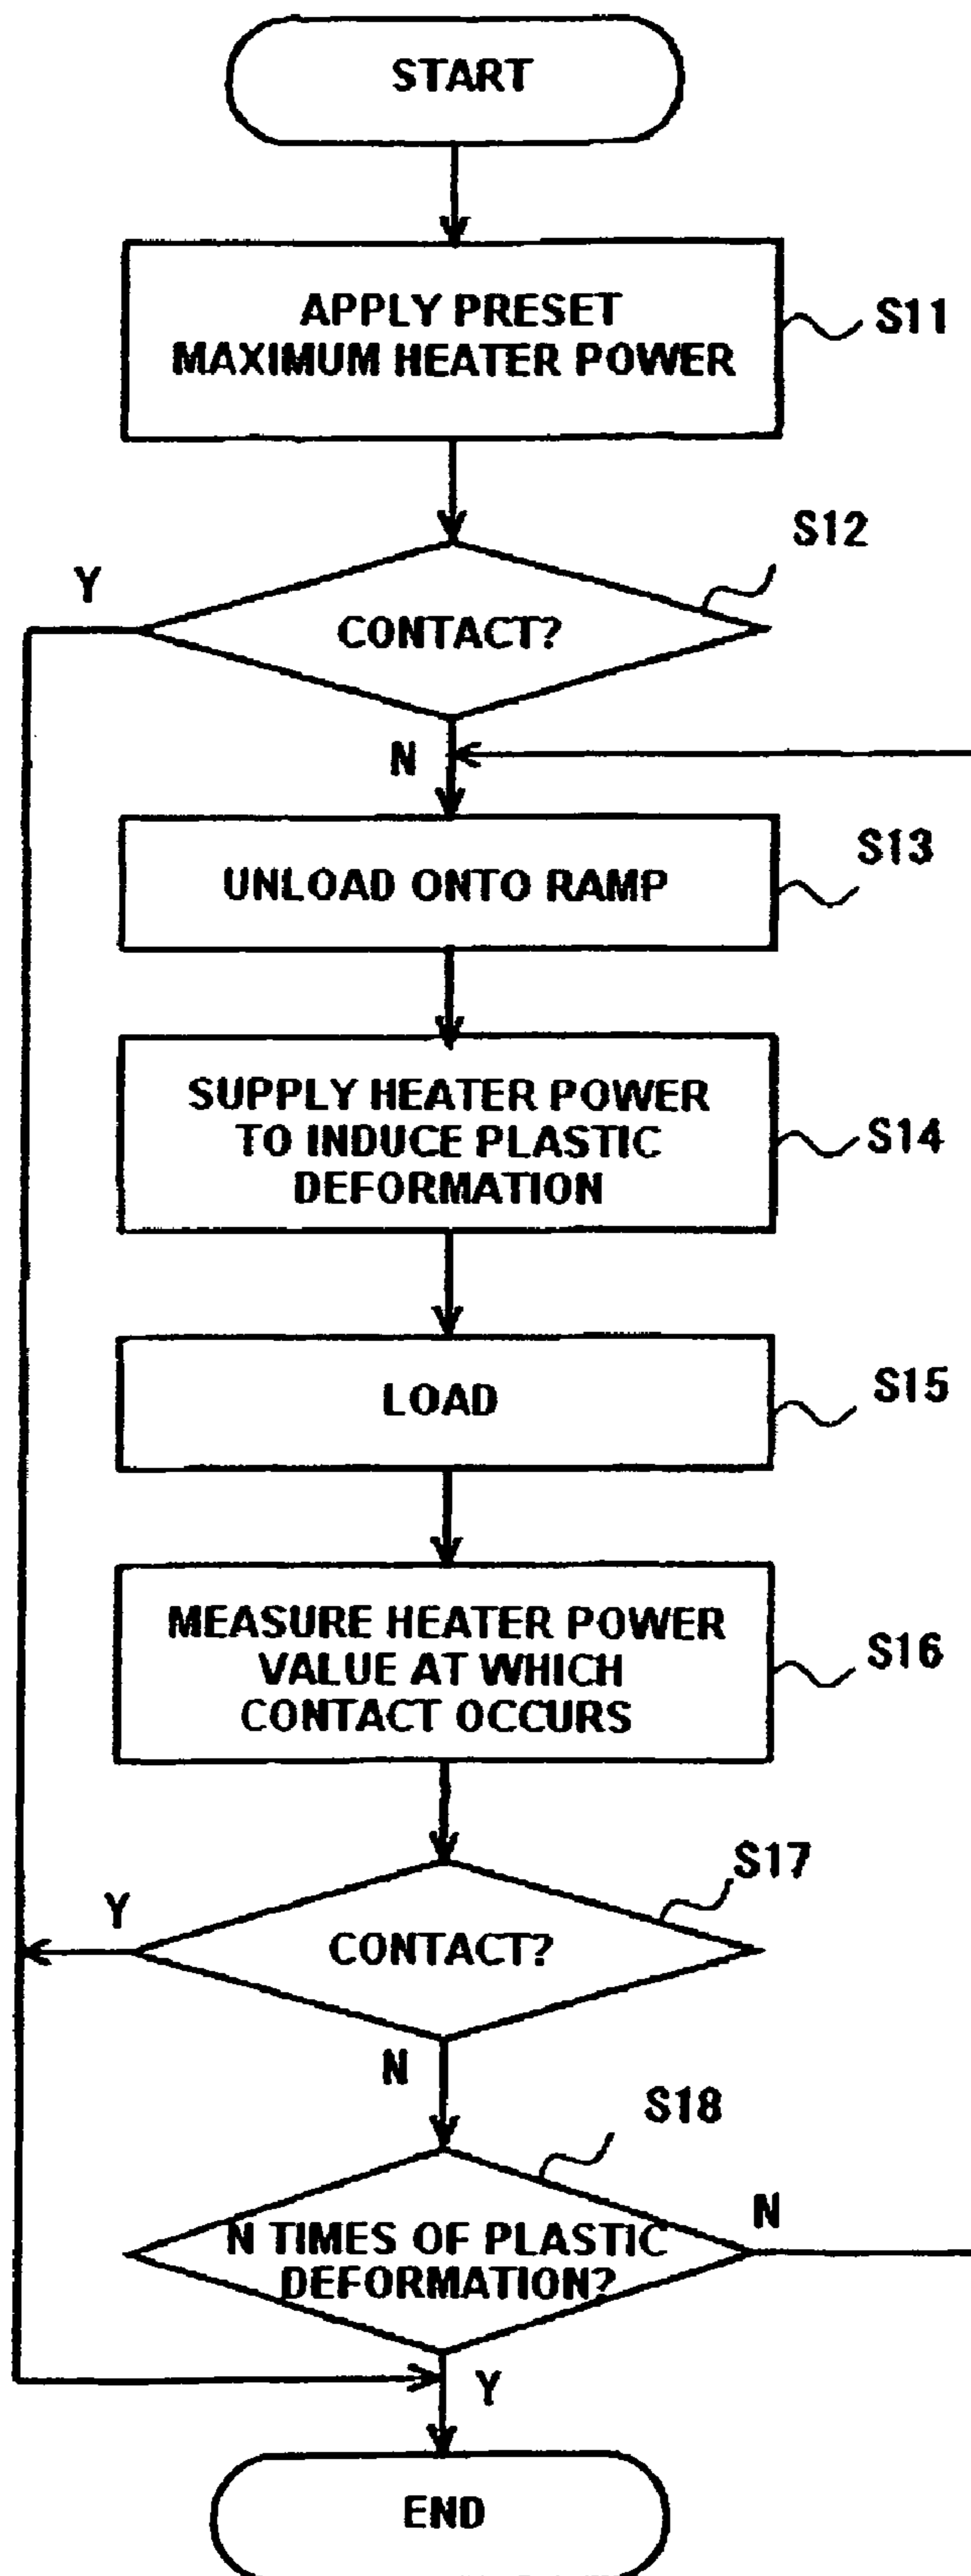 START
APPLY PRESET
MAXIMUM HEATER POWER
S11
S12
Y
CONTACT?
N
UNLOAD ONTO RAMP
S13
SUPPLY HEATER POWER
TO INDUCE PLASTIC
DEFORMATION
S14
LOAD
S15
MEASURE HEATER POWER
VALUE AT WHICH
CONTACT OCCURS
S16
S17
Y
CONTACT?
N
S18
N
N TIMES OF PLASTIC
DEFORMATION?
Y
END